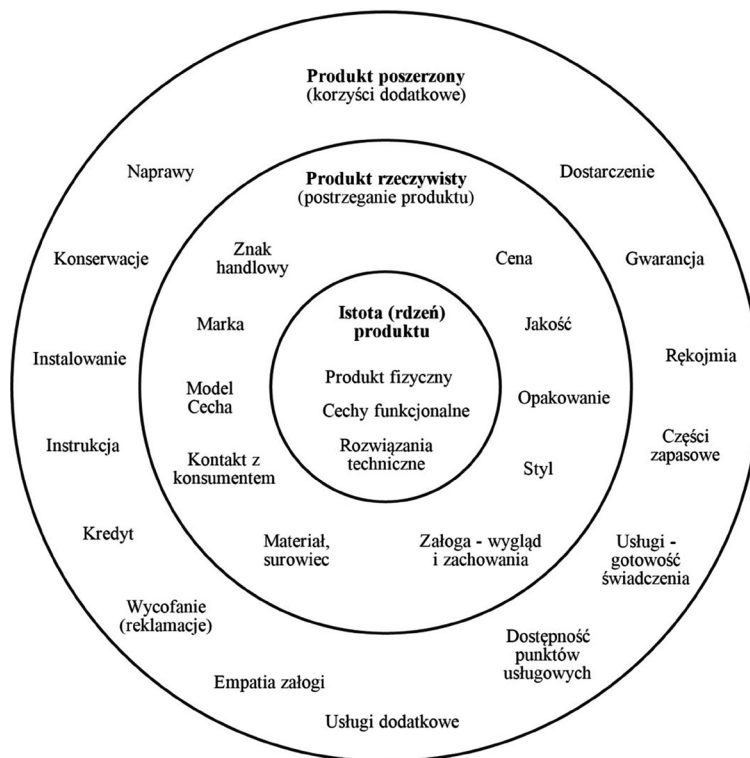 Produkt poszerzony
(korzyści dodatkowe)
Naprawy
Dostarczenie
Konserwacje
Gwarancja
Instalowanie
Rękojmia
Instrukcja
Części
zapasowe
Kredyt
Usługi -
gotowość
świadczenia
Wycofanie
(reklamacje)
Dostępność
punktów
usługowych
Empatia załogi
Usługi dodatkowe
Produkt rzeczywisty
(postrzeganie produktu)
Znak
handlowy
Cena
Marka
Jakość
Model
Cecha
Opakowanie
Kontakt z
konsumentem
Styl
Materiał,
surowiec
Załoga - wygląd
i zachowania
Istota (rdzeń)
produktu
Produkt fizyczny
Cechy funkcjonalne
Rozwiązania
techniczne